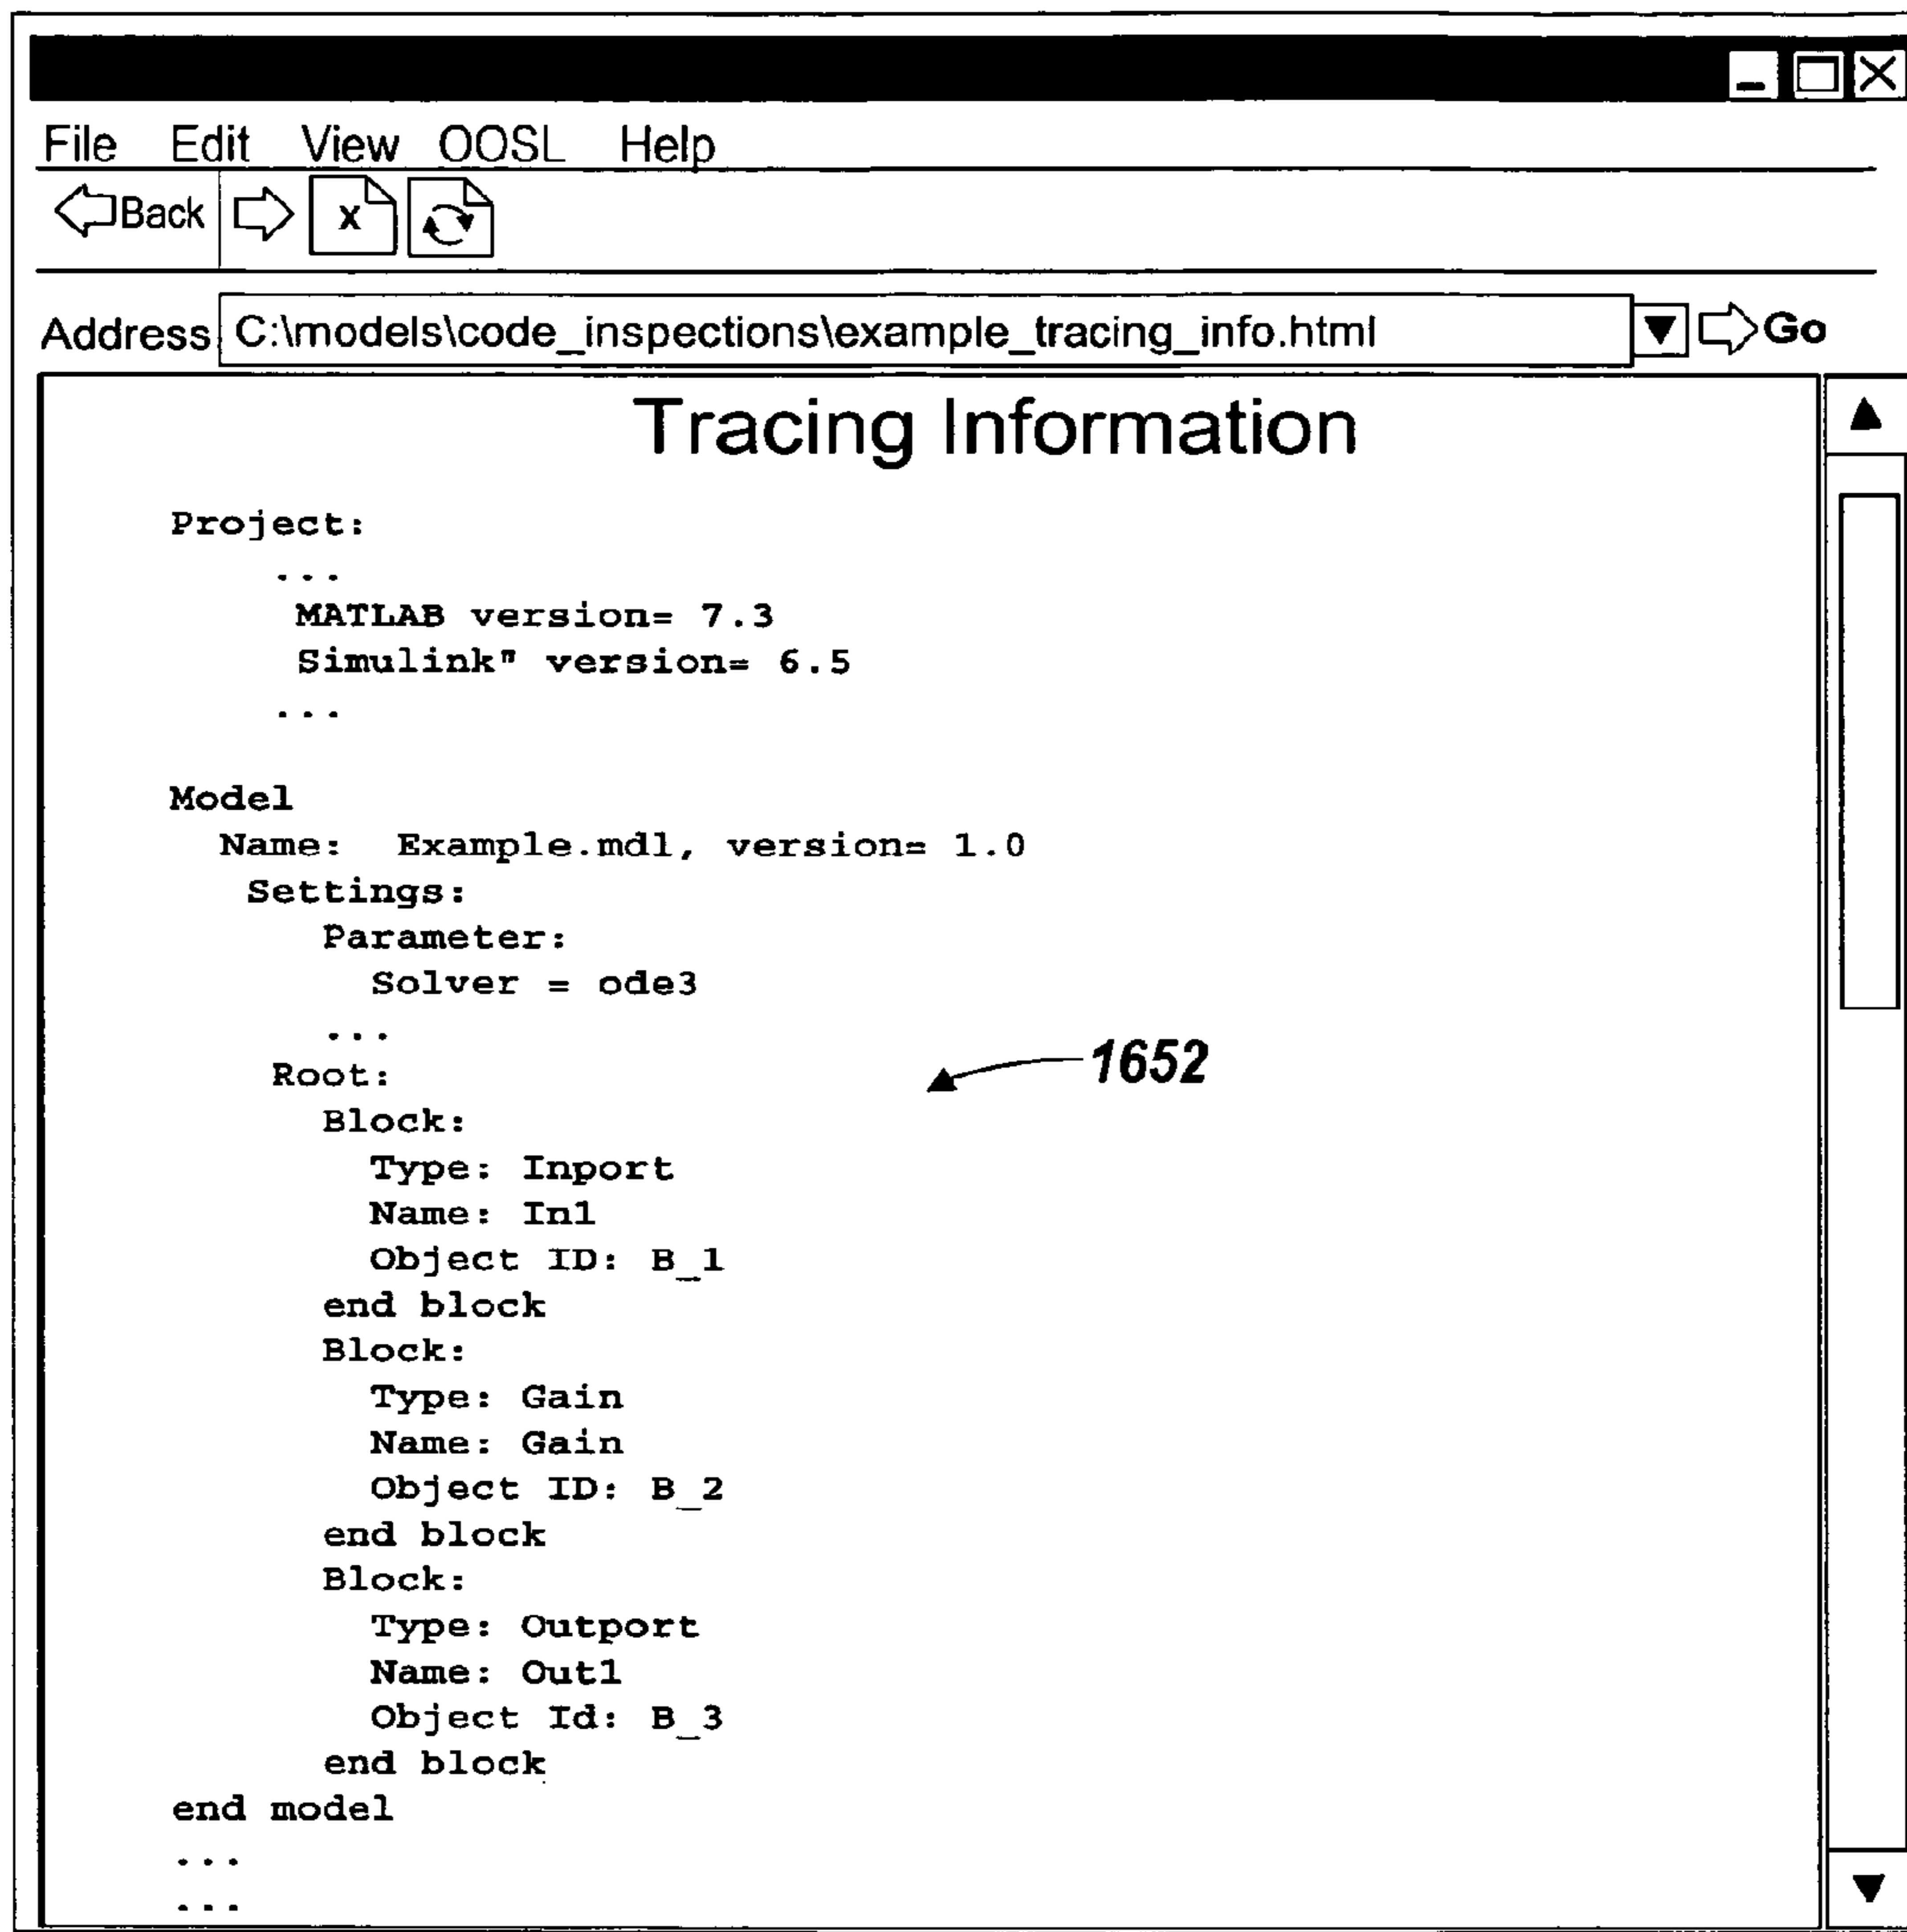 File Edit View OOSL Help
Back x
Address C:\models\code_inspections\example_tracing_info.html Go
Tracing Information
Project:
...
MATLAB version= 7.3
Simulink" version= 6.5
...
Model
Name: Example.mdl, version= 1.0
Settings:
Parameter:
Solver = ode3
...
1652
Root:
Block:
Type: Inport
Name: In1
Object ID: B_1
end block
Block:
Type: Gain
Name: Gain
Object ID: B_2
end block
Block:
Type: Outport
Name: Out1
Object Id: B_3
end block
end model
...
...